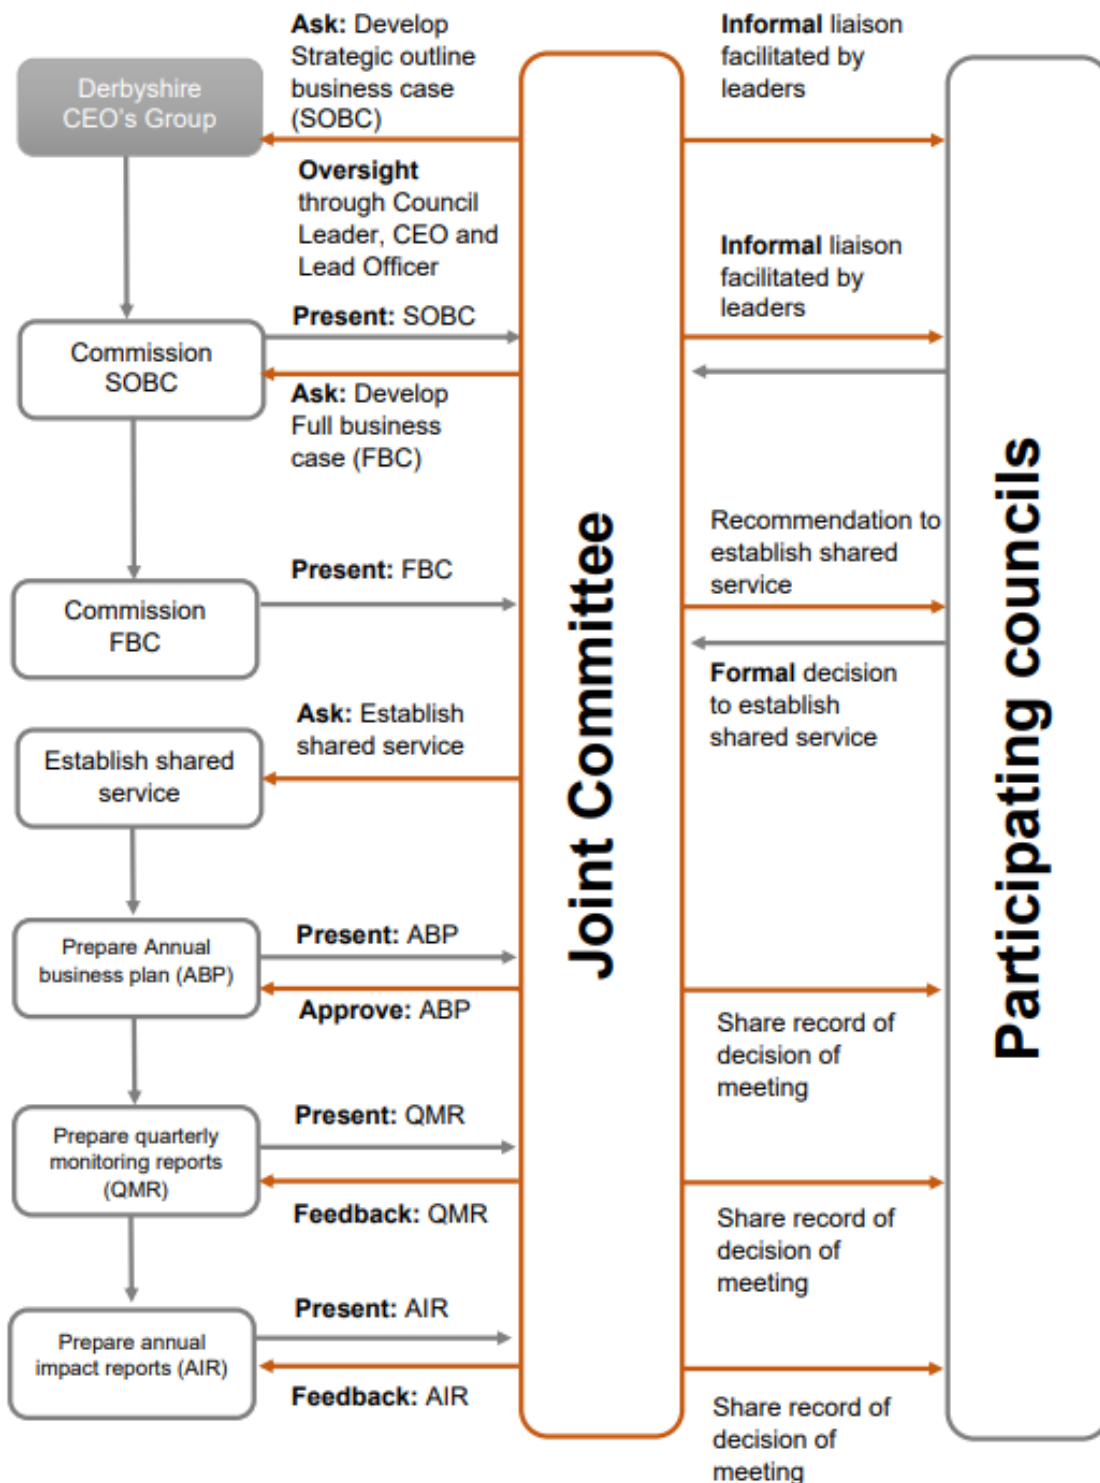 Derbyshire
CEO's Group
Ask: Develop
Strategic outline
business case
(SOBC)
Informal liaison
facilitated by
leaders
Oversight
through Council
Leader, CEO and
Lead Officer
Informal liaison
facilitated by
leaders
Commission
SOBC
Present: SOBC
Ask: Develop
Full business
case (FBC)
Commission
FBC
Present: FBC
Recommendation to
establish shared
service
Formal decision
to establish
shared service
Establish shared
service
Ask: Establish
shared service
Joint Committee
Participating councils
Prepare Annual
business plan (ABP)
Present: ABP
Approve: ABP
Share record of
decision of
meeting
Prepare quarterly
monitoring reports
(QMR)
Present: QMR
Feedback: QMR
Share record of
decision of
meeting
Prepare annual
impact reports (AIR)
Present: AIR
Feedback: AIR
Share record of
decision of
meeting